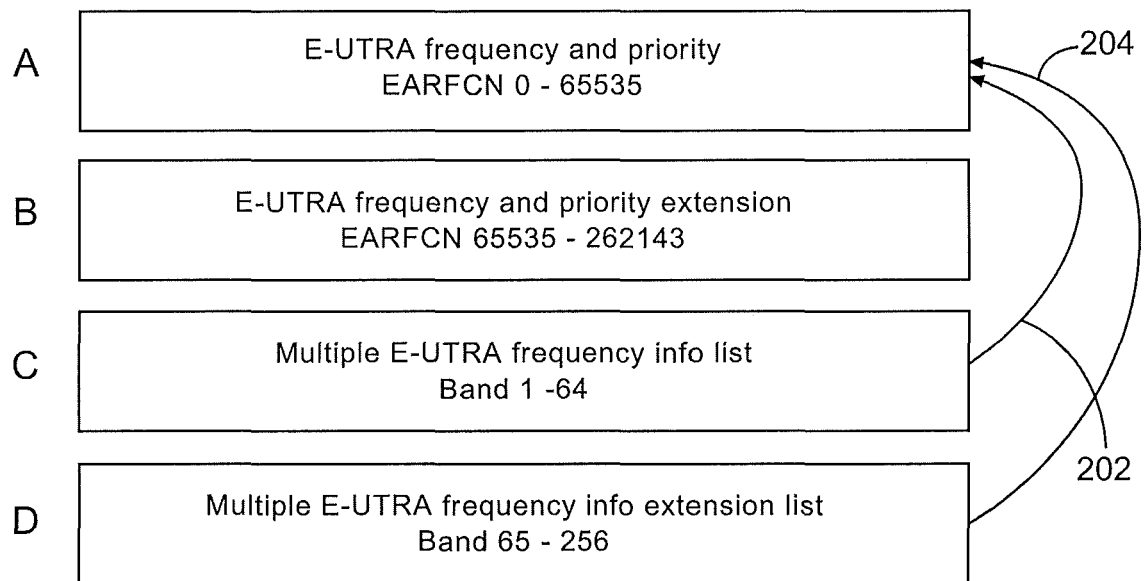 A
E-UTRA frequency and priority
EARFCN 0 - 65535
204
B
E-UTRA frequency and priority extension
EARFCN 65535 - 262143
C
Multiple E-UTRA frequency info list
Band 1 -64
202
D
Multiple E-UTRA frequency info extension list
Band 65 - 256